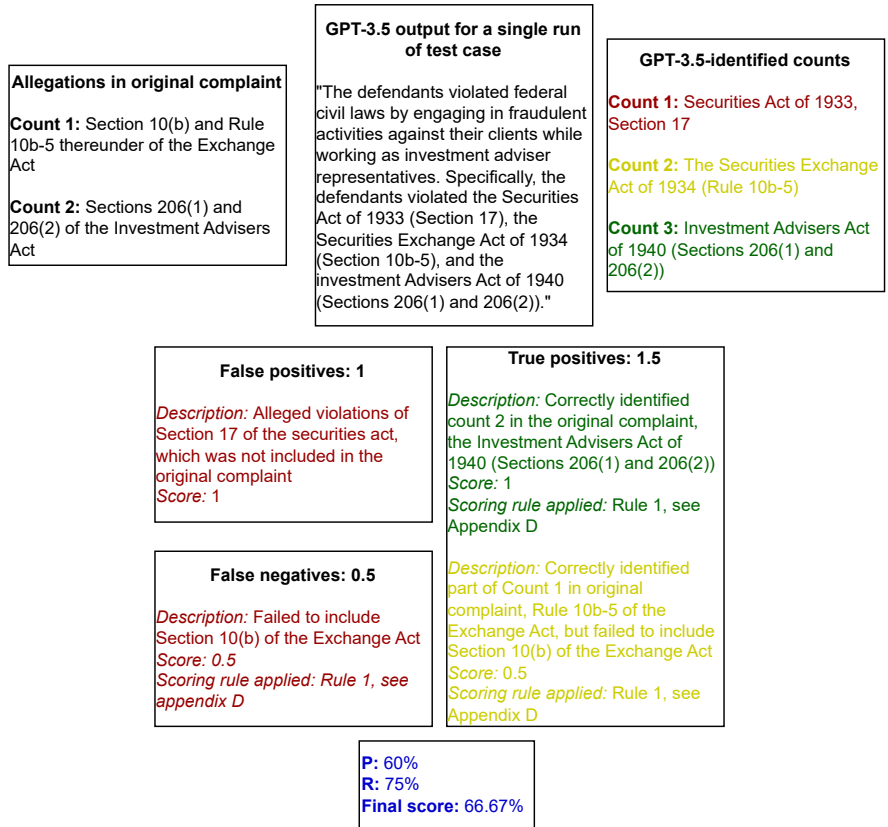 Allegations in original complaint
Count 1: Section 10(b) and Rule
10b-5 thereunder of the Exchange
Act
Count 2: Sections 206(1) and
206(2) of the Investment Advisers
Act
GPT-3.5 output for a single run
of test case
"The defendants violated federal
civil laws by engaging in fraudulent
activities against their clients while
working as investment adviser
representatives. Specifically, the
defendants violated the Securities
Act of 1933 (Section 17), the
Securities Exchange Act of 1934
(Section 10b-5), and the
investment Advisers Act of 1940
(Sections 206(1) and 206(2))."
GPT-3.5-identified counts
Count 1: Securities Act of 1933,
Section 17
Count 2: The Securities Exchange
Act of 1934 (Rule 10b-5)
Count 3: Investment Advisers Act
of 1940 (Sections 206(1) and
206(2))
False positives: 1
Description: Alleged violations of
Section 17 of the securities act,
which was not included in the
original complaint
Score: 1
True positives: 1.5
Description: Correctly identified
count 2 in the original complaint,
the Investment Advisers Act of
1940 (Sections 206(1) and 206(2))
Score: 1
Scoring rule applied: Rule 1, see
Appendix D
Description: Correctly identified
part of Count 1 in original
complaint, Rule 10b-5 of the
Exchange Act, but failed to include
Section 10(b) of the Exchange Act
Score: 0.5
Scoring rule applied: Rule 1, see
Appendix D
False negatives: 0.5
Description: Failed to include
Section 10(b) of the Exchange Act
Score: 0.5
Scoring rule applied: Rule 1, see
appendix D
P: 60%
R: 75%
Final score: 66.67%